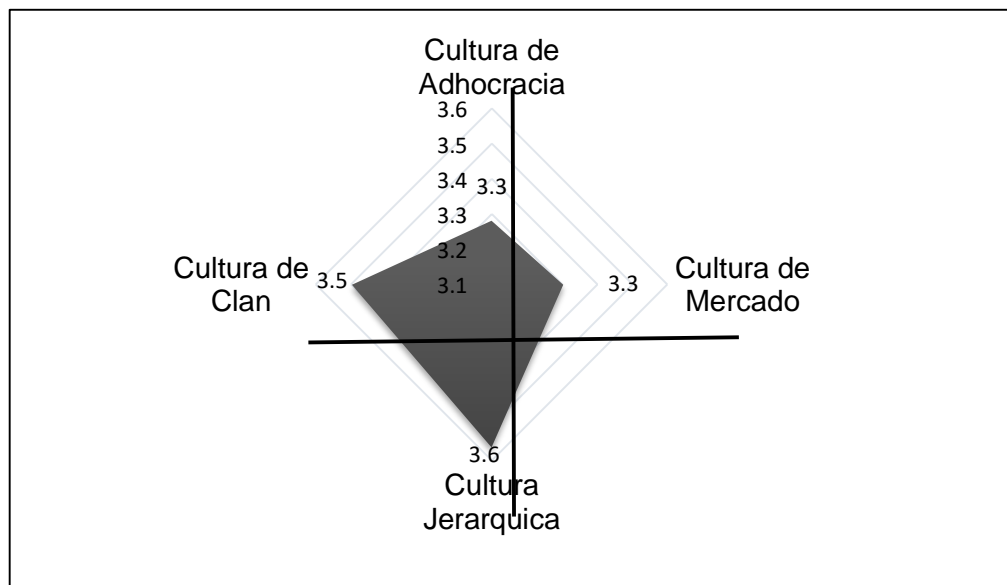 Cultura de
Adhocracia
3.6
3.5
3.4
3.3
3.3
3.2
3.1
Cultura de
Clan
3.5
3.3
Cultura de
Mercado
3.6
Cultura
Jerarquica